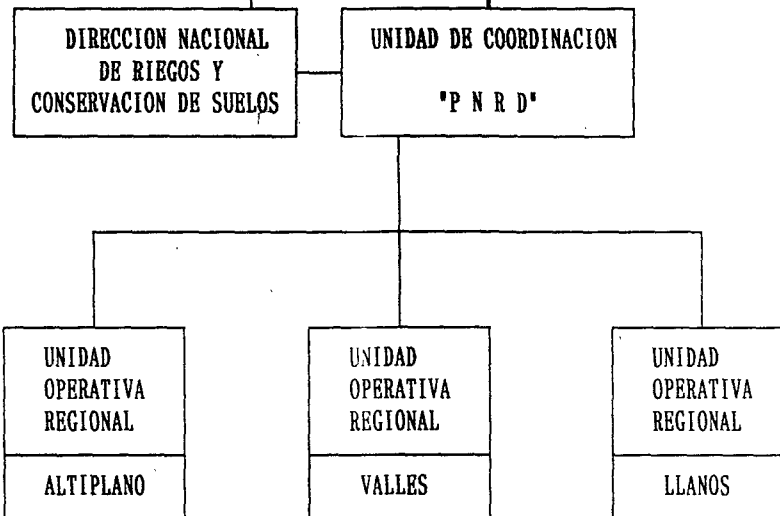 DIRECCION NACIONAL
DE RIEGOS Y
CONSERVACION DE SUELOS
UNIDAD DE COORDINACION
"P N R D"
UNIDAD
OPERATIVA
REGIONAL
ALTIPLANO
UNIDAD
OPERATIVA
REGIONAL
VALLES
UNIDAD
OPERATIVA
REGIONAL
LLANOS